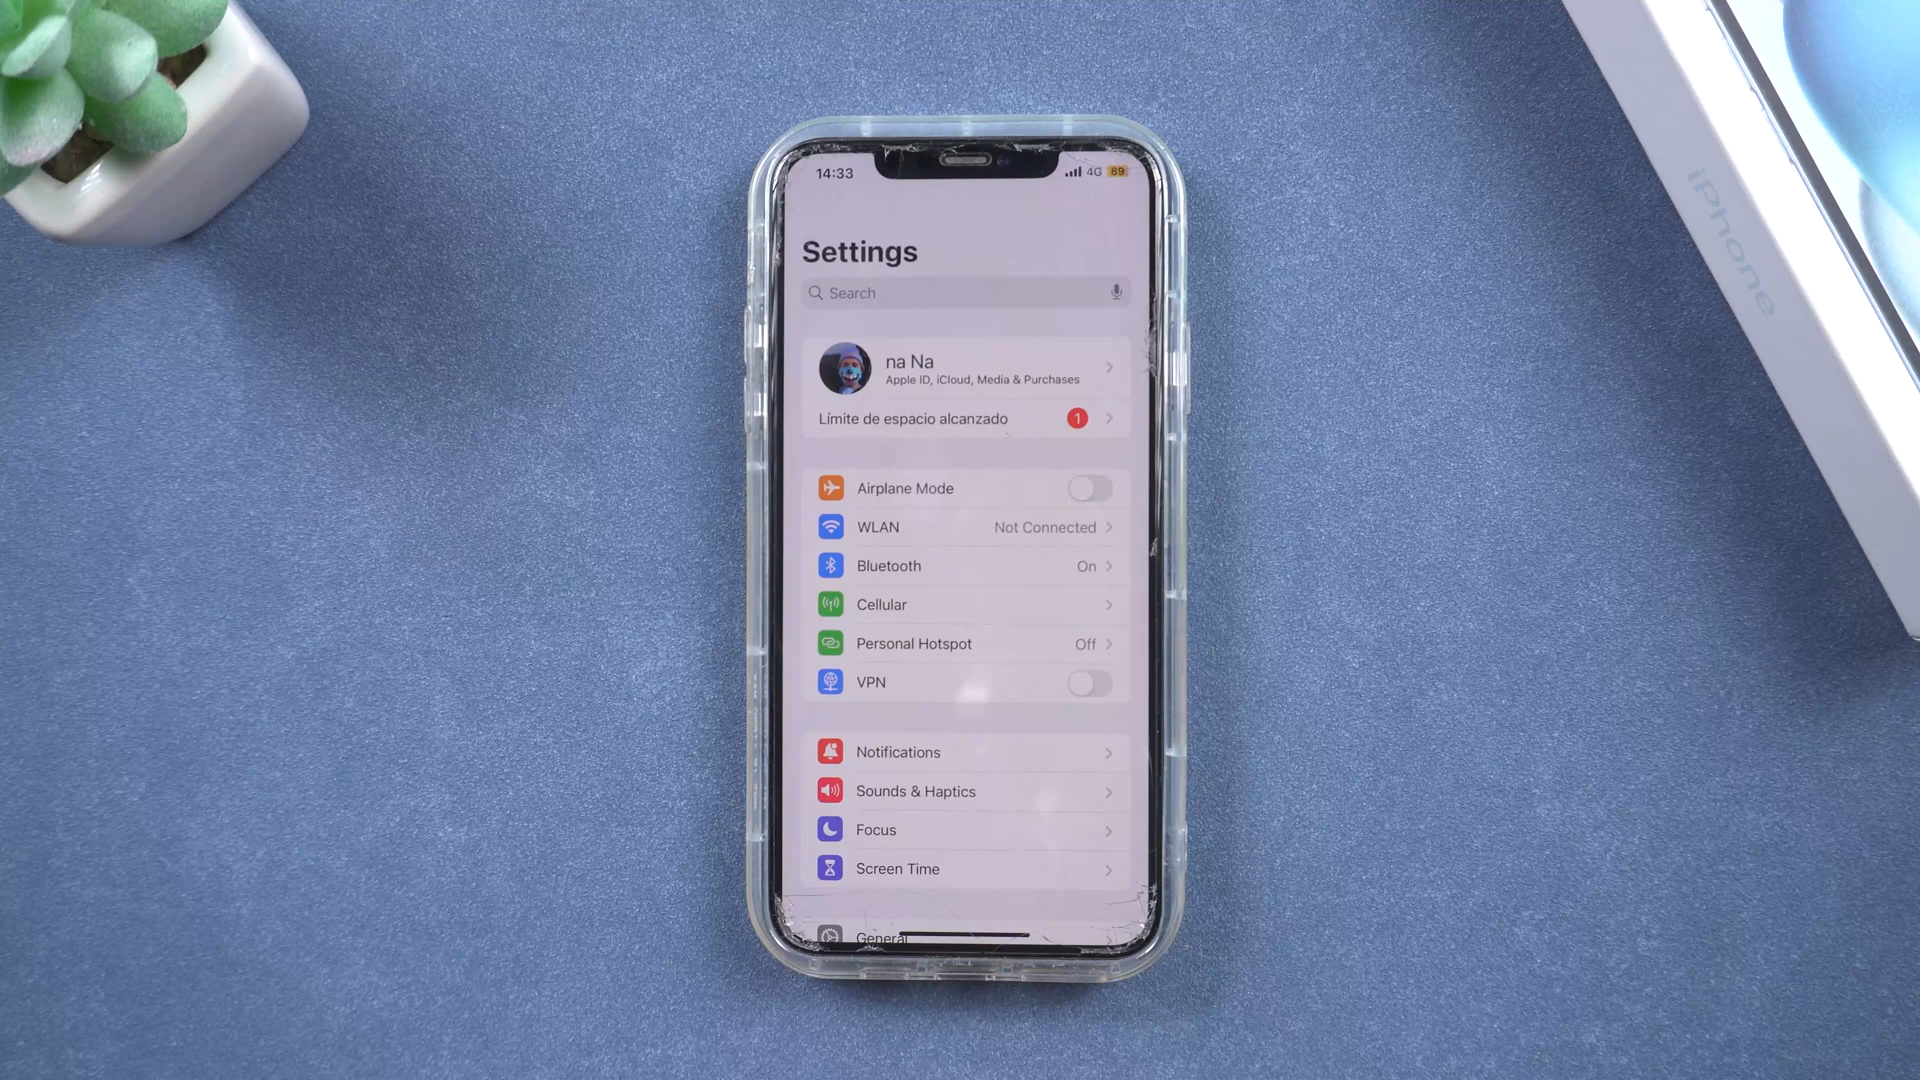 14:33
4G 89
Settings
Search
na Na
Apple ID, iCloud, Media & Purchases
Límite de espacio alcanzado 1
Airplane Mode
WLAN Not Connected
Bluetooth On
Cellular
Personal Hotspot Off
VPN
Notifications
Sounds & Haptics
Focus
Screen Time
General
iPhone